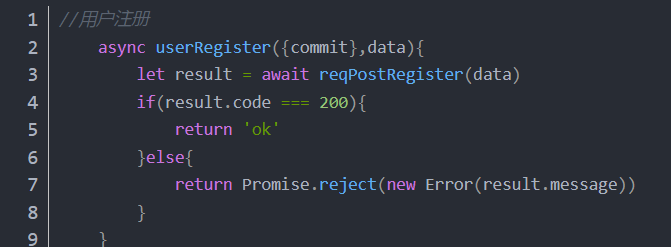 1 //用户注册
2     async userRegister({commit},data){
3         let result = await reqPostRegister(data)
4         if(result.code === 200){
5             return 'ok'
6         }else{
7             return Promise.reject(new Error(result.message))
8         }
9     }